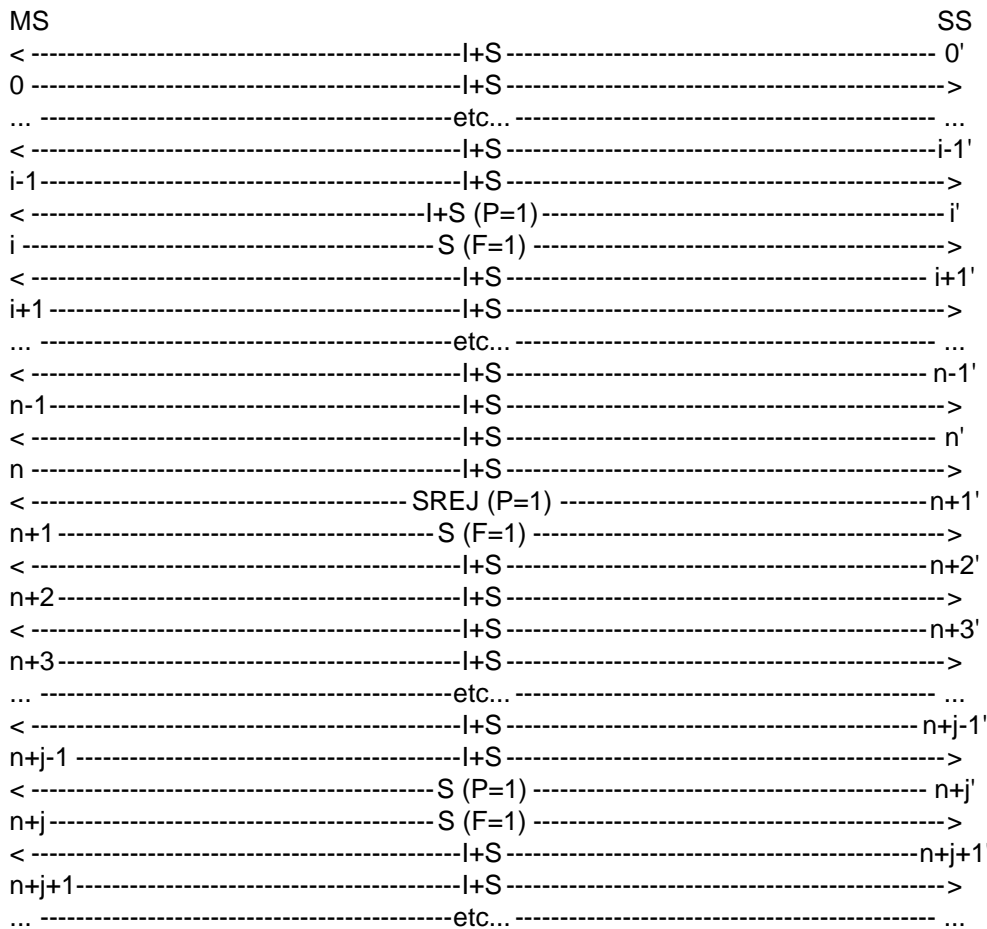 MS SS
< ------------------------------------------------I+S ------------------------------------------------ 0'
0 ------------------------------------------------I+S ------------------------------------------------->
... ----------------------------------------------etc... ----------------------------------------------- ...
< ------------------------------------------------I+S ------------------------------------------------i-1'
i-1-----------------------------------------------I+S ------------------------------------------------->
< --------------------------------------------I+S (P=1)--------------------------------------------- i'
i ---------------------------------------------- S (F=1) ---------------------------------------------->
< ------------------------------------------------I+S ----------------------------------------------- i+1'
i+1 ----------------------------------------------I+S ------------------------------------------------->
... ----------------------------------------------etc... ----------------------------------------------- ...
< ------------------------------------------------I+S ----------------------------------------------- n-1'
n-1-----------------------------------------------I+S ------------------------------------------------->
< ------------------------------------------------I+S ------------------------------------------------ n'
n ------------------------------------------------I+S ------------------------------------------------->
< ------------------------------------------ SREJ (P=1) -----------------------------------------n+1'
n+1------------------------------------------ S (F=1) ---------------------------------------------->
< ------------------------------------------------I+S -----------------------------------------------n+2'
n+2-----------------------------------------------I+S ------------------------------------------------->
< ------------------------------------------------I+S -----------------------------------------------n+3'
n+3-----------------------------------------------I+S ------------------------------------------------->
... ----------------------------------------------etc... ----------------------------------------------- ...
< ------------------------------------------------I+S ---------------------------------------------- n+j-1'
n+j-1 --------------------------------------------I+S ------------------------------------------------->
< --------------------------------------------- S (P=1) -------------------------------------------- n+j'
n+j------------------------------------------- S (F=1) ---------------------------------------------->
< ------------------------------------------------I+S ----------------------------------------------n+j+1'
n+j+1---------------------------------------------I+S ------------------------------------------------->
... ----------------------------------------------etc... ----------------------------------------------- ...